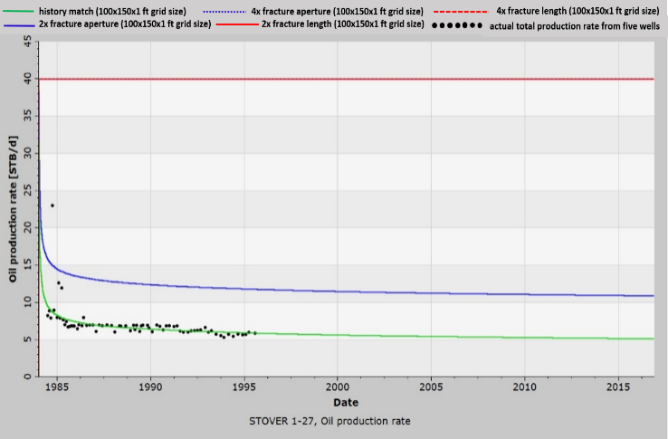 history match (100x150x1 ft grid size) 4x fracture aperture (100x150x1 ft grid size) 4x fracture length (100x150x1 ft grid size)
2x fracture aperture (100x150x1 ft grid size) 2x fracture length (100x150x1 ft grid size) actual total production rate from five wells
45
40
35
30
25
20
15
10
5
0
Oil production rate [STB/d]
1985 1990 1995 2000 2005 2010 2015
Date
STOVER 1-27, Oil production rate